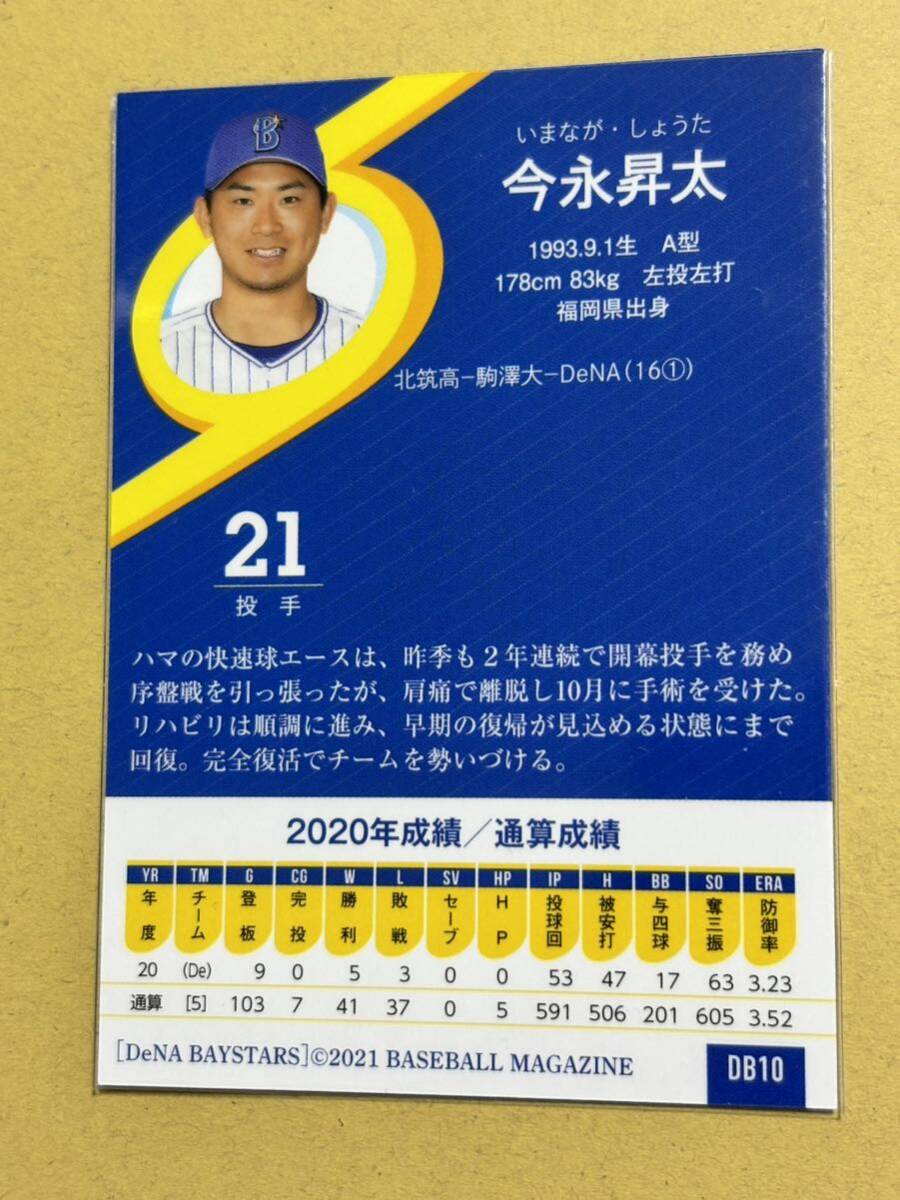 B
いまなが・しょうた
今永昇太
1993.9.1生 A型
178cm 83kg 左投左打
福岡県出身
北筑高−駒澤大−DeNA(16①)
21
投手
ハマの快速球エースは、昨季も２年連続で開幕投手を務め
序盤戦を引っ張ったが、肩痛で離脱し10月に手術を受けた。
リハビリは順調に進み、早期の復帰が見込める状態にまで
回復。完全復活でチームを勢いづける。
2020年成績／通算成績
YR TM G CG W L SV HP IP H BB SO ERA
年度 チーム 登板 完投 勝利 敗戦 セーブ HP 投球回 被安打 与四球 奪三振 防御率
20 (De) 9 0 5 3 0 0 53 47 17 63 3.23
通算 [5] 103 7 41 37 0 5 591 506 201 605 3.52
[DeNA BAYSTARS]©2021 BASEBALL MAGAZINE
DB10